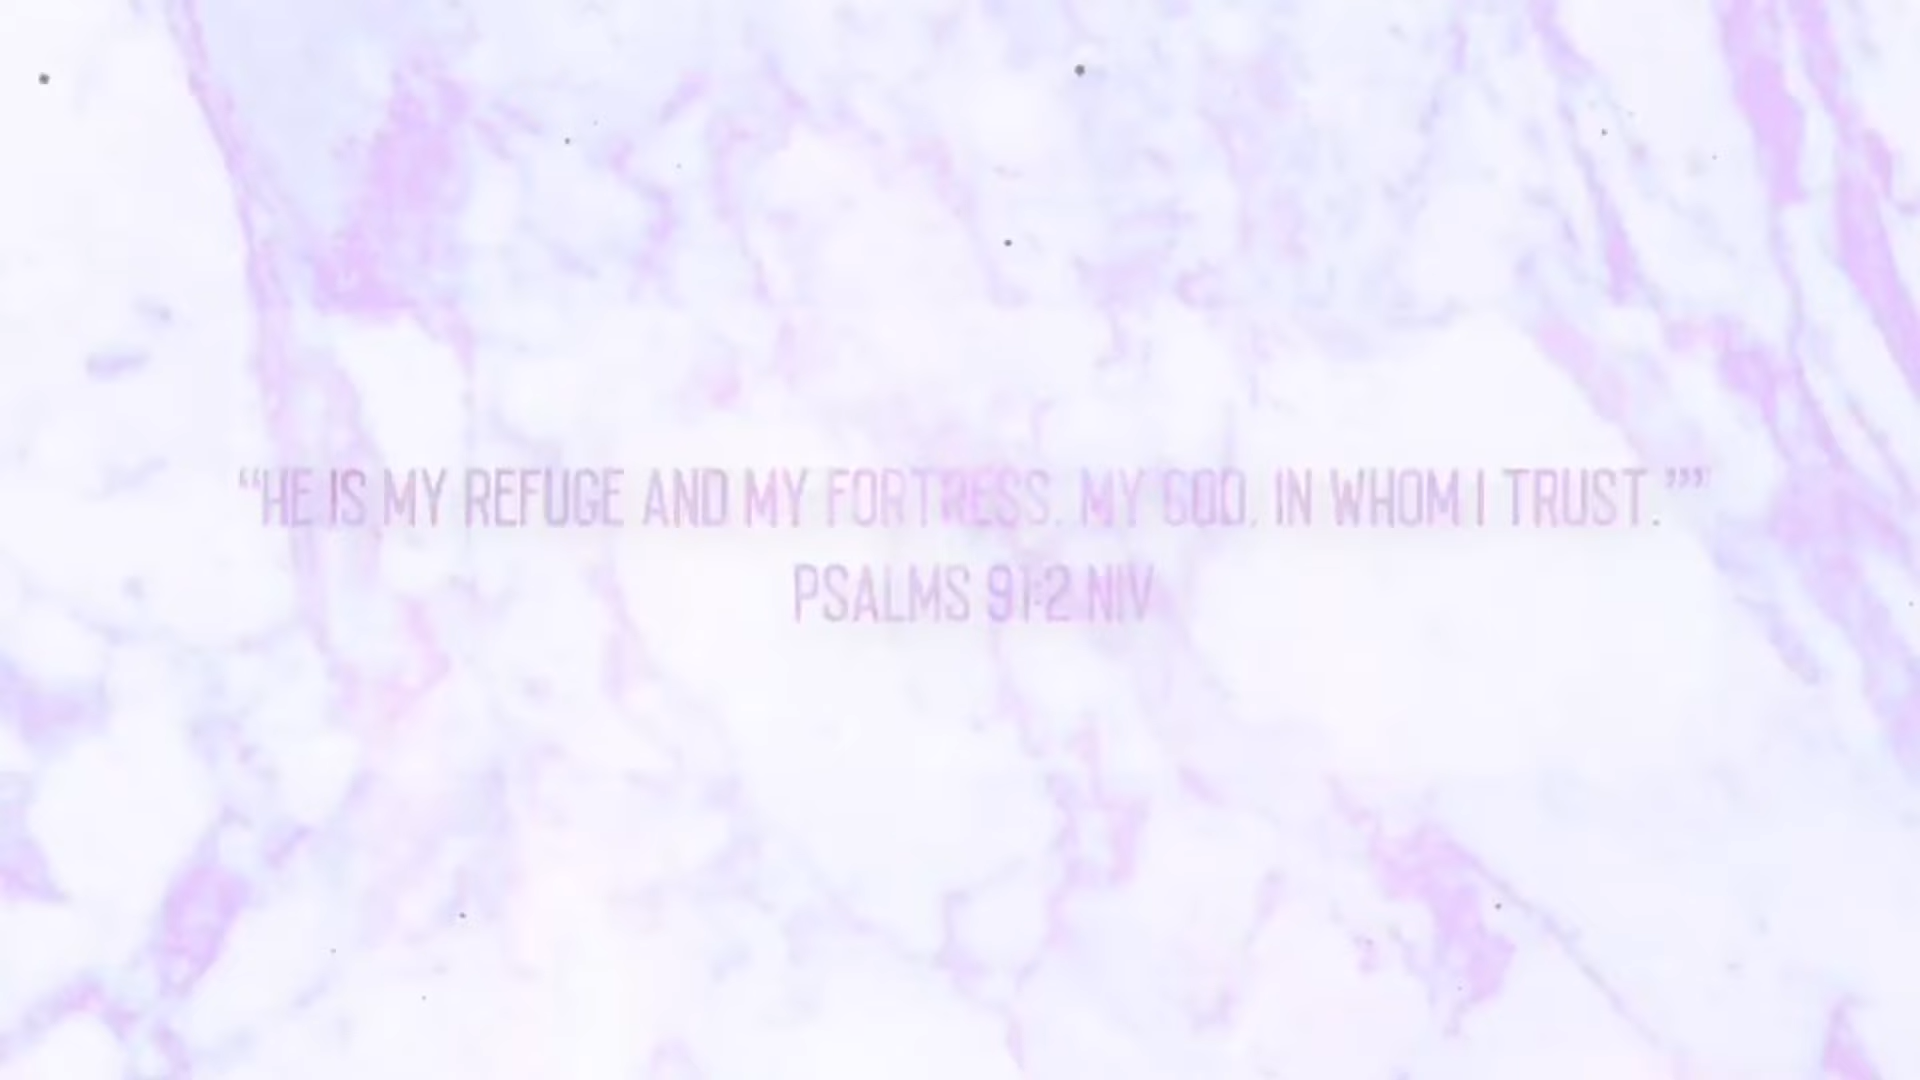 “HE IS MY REFUGE AND MY FORTRESS, MY GOD, IN WHOM I TRUST.”’”
PSALMS 91:2 NIV